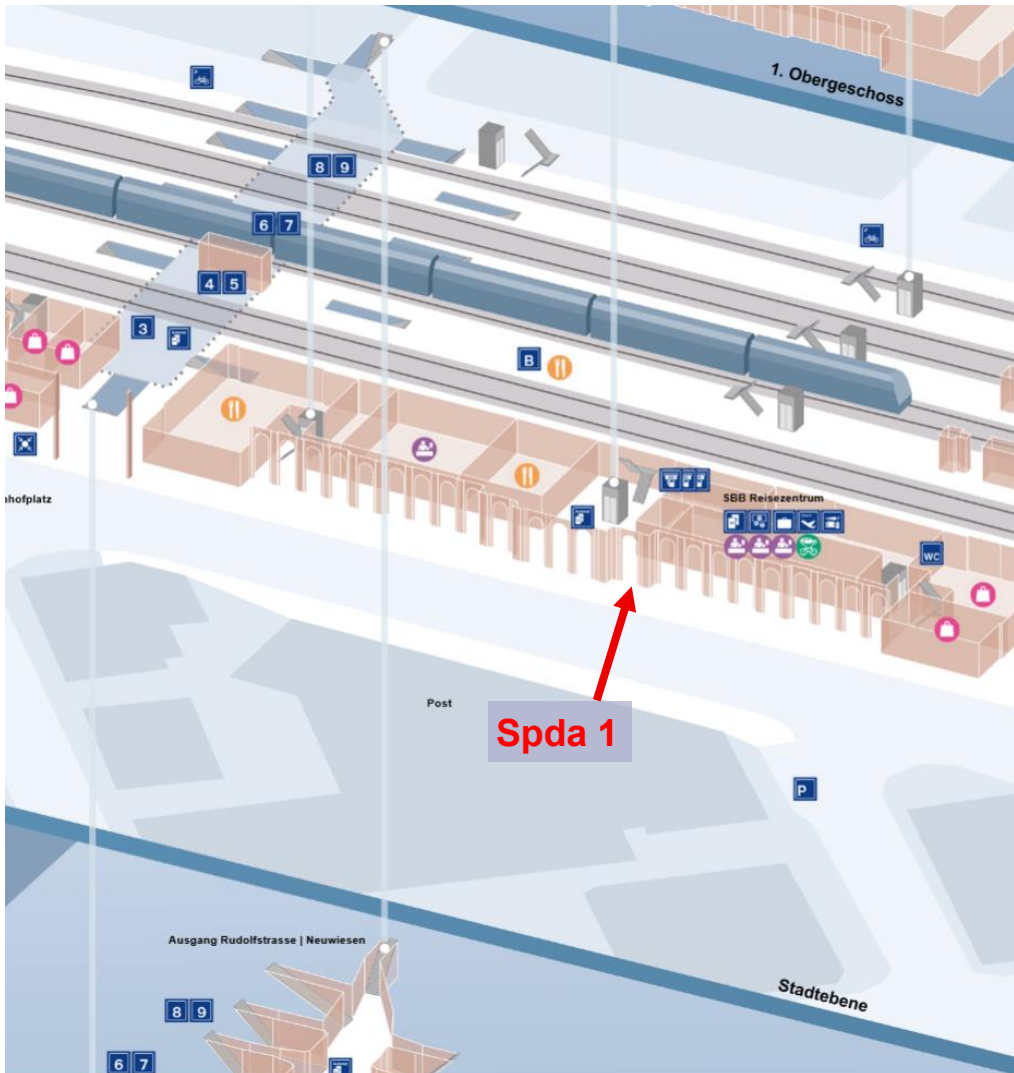 1. Obergeschoss
8 9
6 7
4 5
3
B
nhofplatz
SBB Reisezentrum
WC
Post
Spda 1
P
Ausgang Rudolfstrasse | Neuwiesen
Stadtebene
8 9
6 7